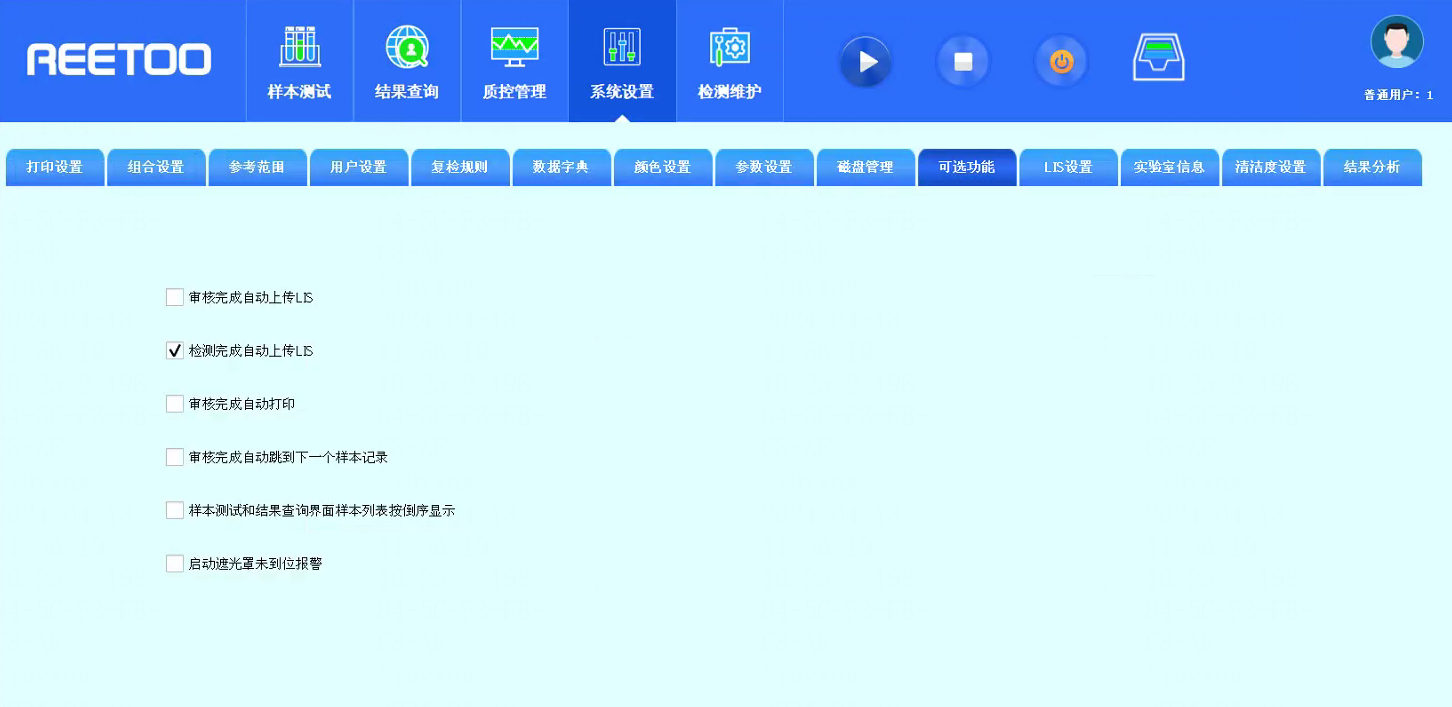 REETOO
样本测试
结果查询
质控管理
系统设置
检测维护
普通用户：1
打印设置
组合设置
参考范围
用户设置
复检规则
数据字典
颜色设置
参数设置
磁盘管理
可选功能
LIS设置
实验室信息
清洁度设置
结果分析
审核完成自动上传LIS
检测完成自动上传LIS
审核完成自动打印
审核完成自动跳到下一个样本记录
样本测试和结果查询界面样本列表按倒序显示
启动遮光罩未到位报警